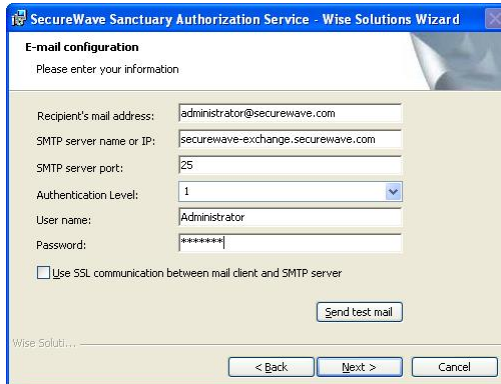 SecureWave Sanctuary Authorization Service - Wise Solutions Wizard
E-mail configuration
Please enter your information
Recipient's mail address: administrator@securewave.com
SMTP server name or IP: securewave-exchange.securewave.com
SMTP server port: 25
Authentication Level: 1
User name: Administrator
Password: *******
Use SSL communication between mail client and SMTP server
Send test mail
Wise Soluti...
< Back Next > Cancel